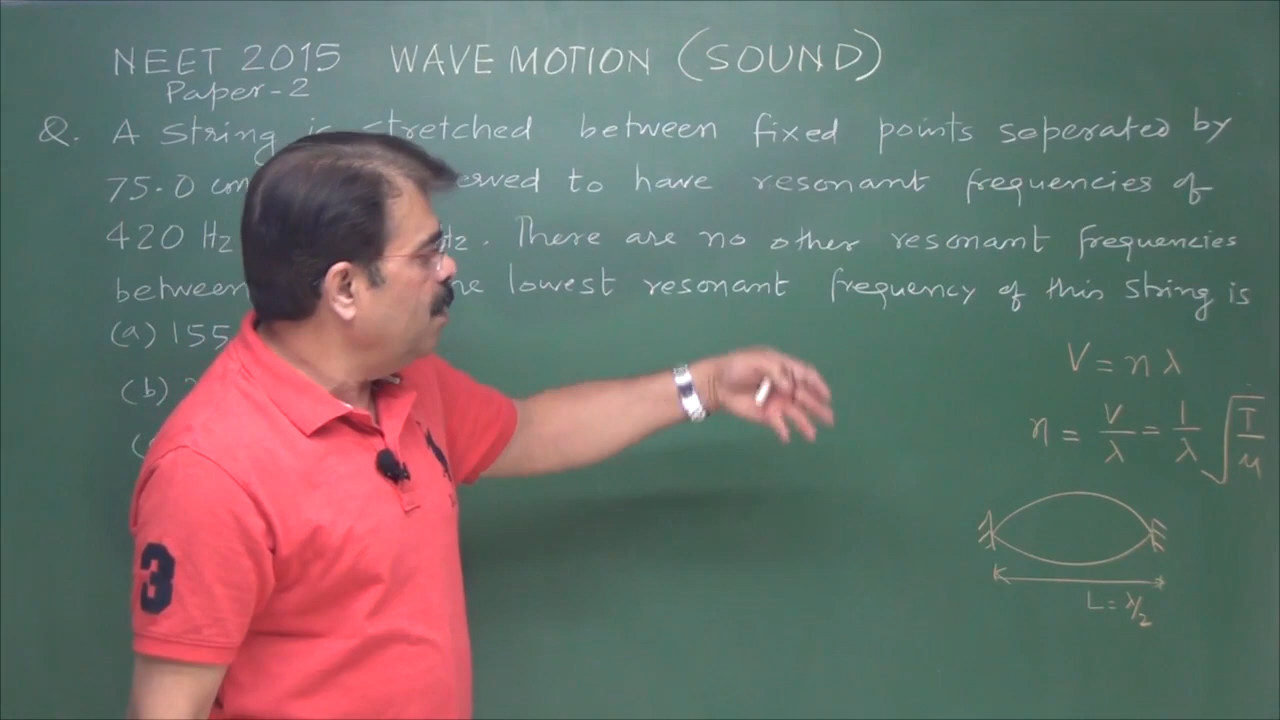 NEET 2015 WAVE MOTION (SOUND)
Paper-2
Q. A string is stretched between fixed points seperated by
75.0 cm erved to have resonant frequencies of
420 Hz Hz. There are no other resonant frequencies
between lowest resonant frequency of this string is
(a) 155
(b)
V = n λ
n = V/λ = 1/λ √T/μ
L = λ/2
3